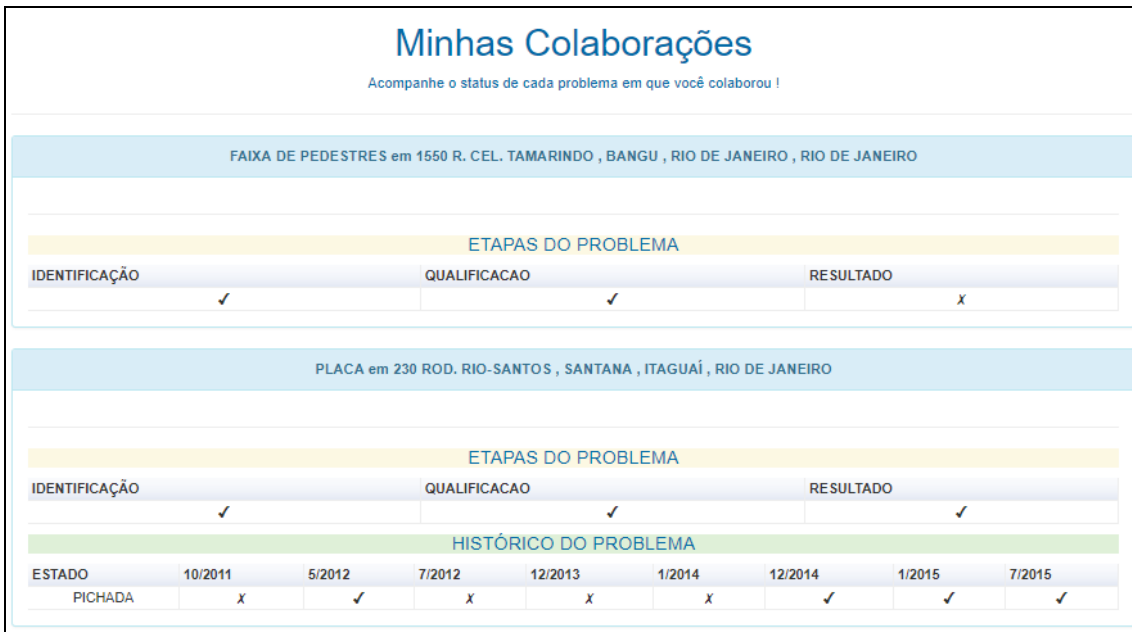 Minhas Colaborações
Acompanhe o status de cada problema em que você colaborou !
FAIXA DE PEDESTRES em 1550 R. CEL. TAMARINDO , BANGU , RIO DE JANEIRO , RIO DE JANEIRO
ETAPAS DO PROBLEMA
IDENTIFICAÇÃO QUALIFICACAO RESULTADO
✓ ✓ ✗
PLACA em 230 ROD. RIO-SANTOS , SANTANA , ITAGUAÍ , RIO DE JANEIRO
ETAPAS DO PROBLEMA
IDENTIFICAÇÃO QUALIFICACAO RESULTADO
✓ ✓ ✓
HISTÓRICO DO PROBLEMA
ESTADO 10/2011 5/2012 7/2012 12/2013 1/2014 12/2014 1/2015 7/2015
PICHADA ✗ ✓ ✗ ✗ ✗ ✓ ✓ ✓